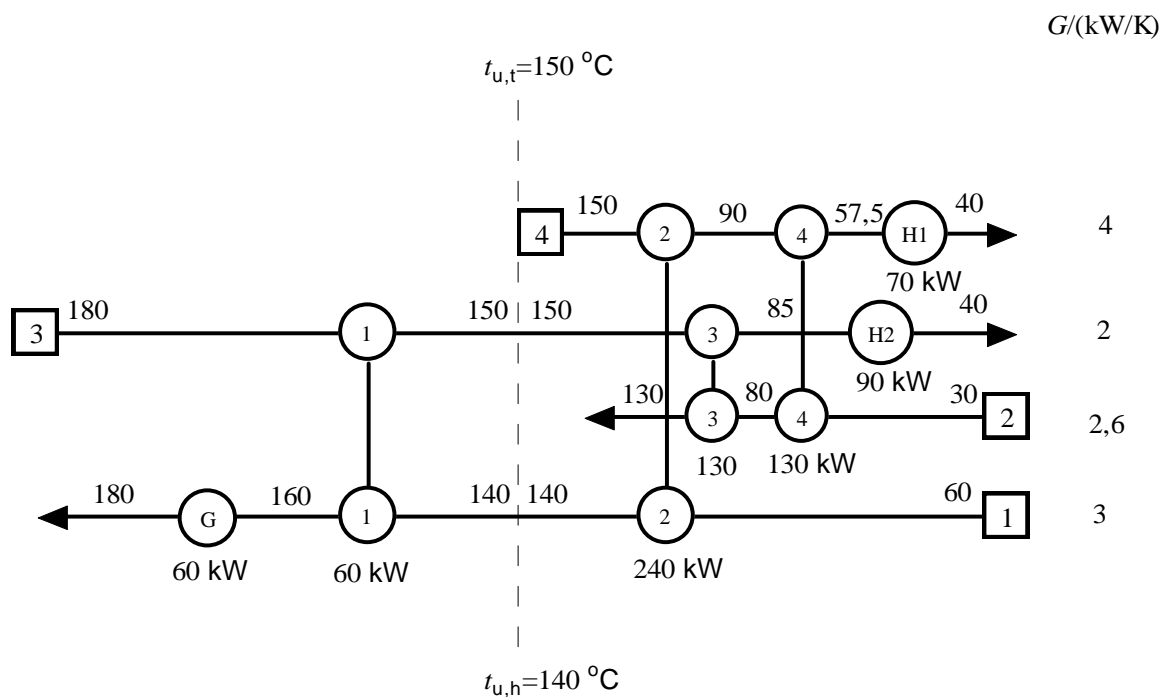 G/(kW/K)
t_u,t=150 °C
150 90 57,5 40
4 2 4 H1 4
70 kW
180 150 150 85 40
3 1 3 H2 2
90 kW
130 80 30
3 4 2 2,6
130 130 kW
180 160 140 140 60
G 1 2 1 3
60 kW 60 kW 240 kW
t_u,h=140 °C